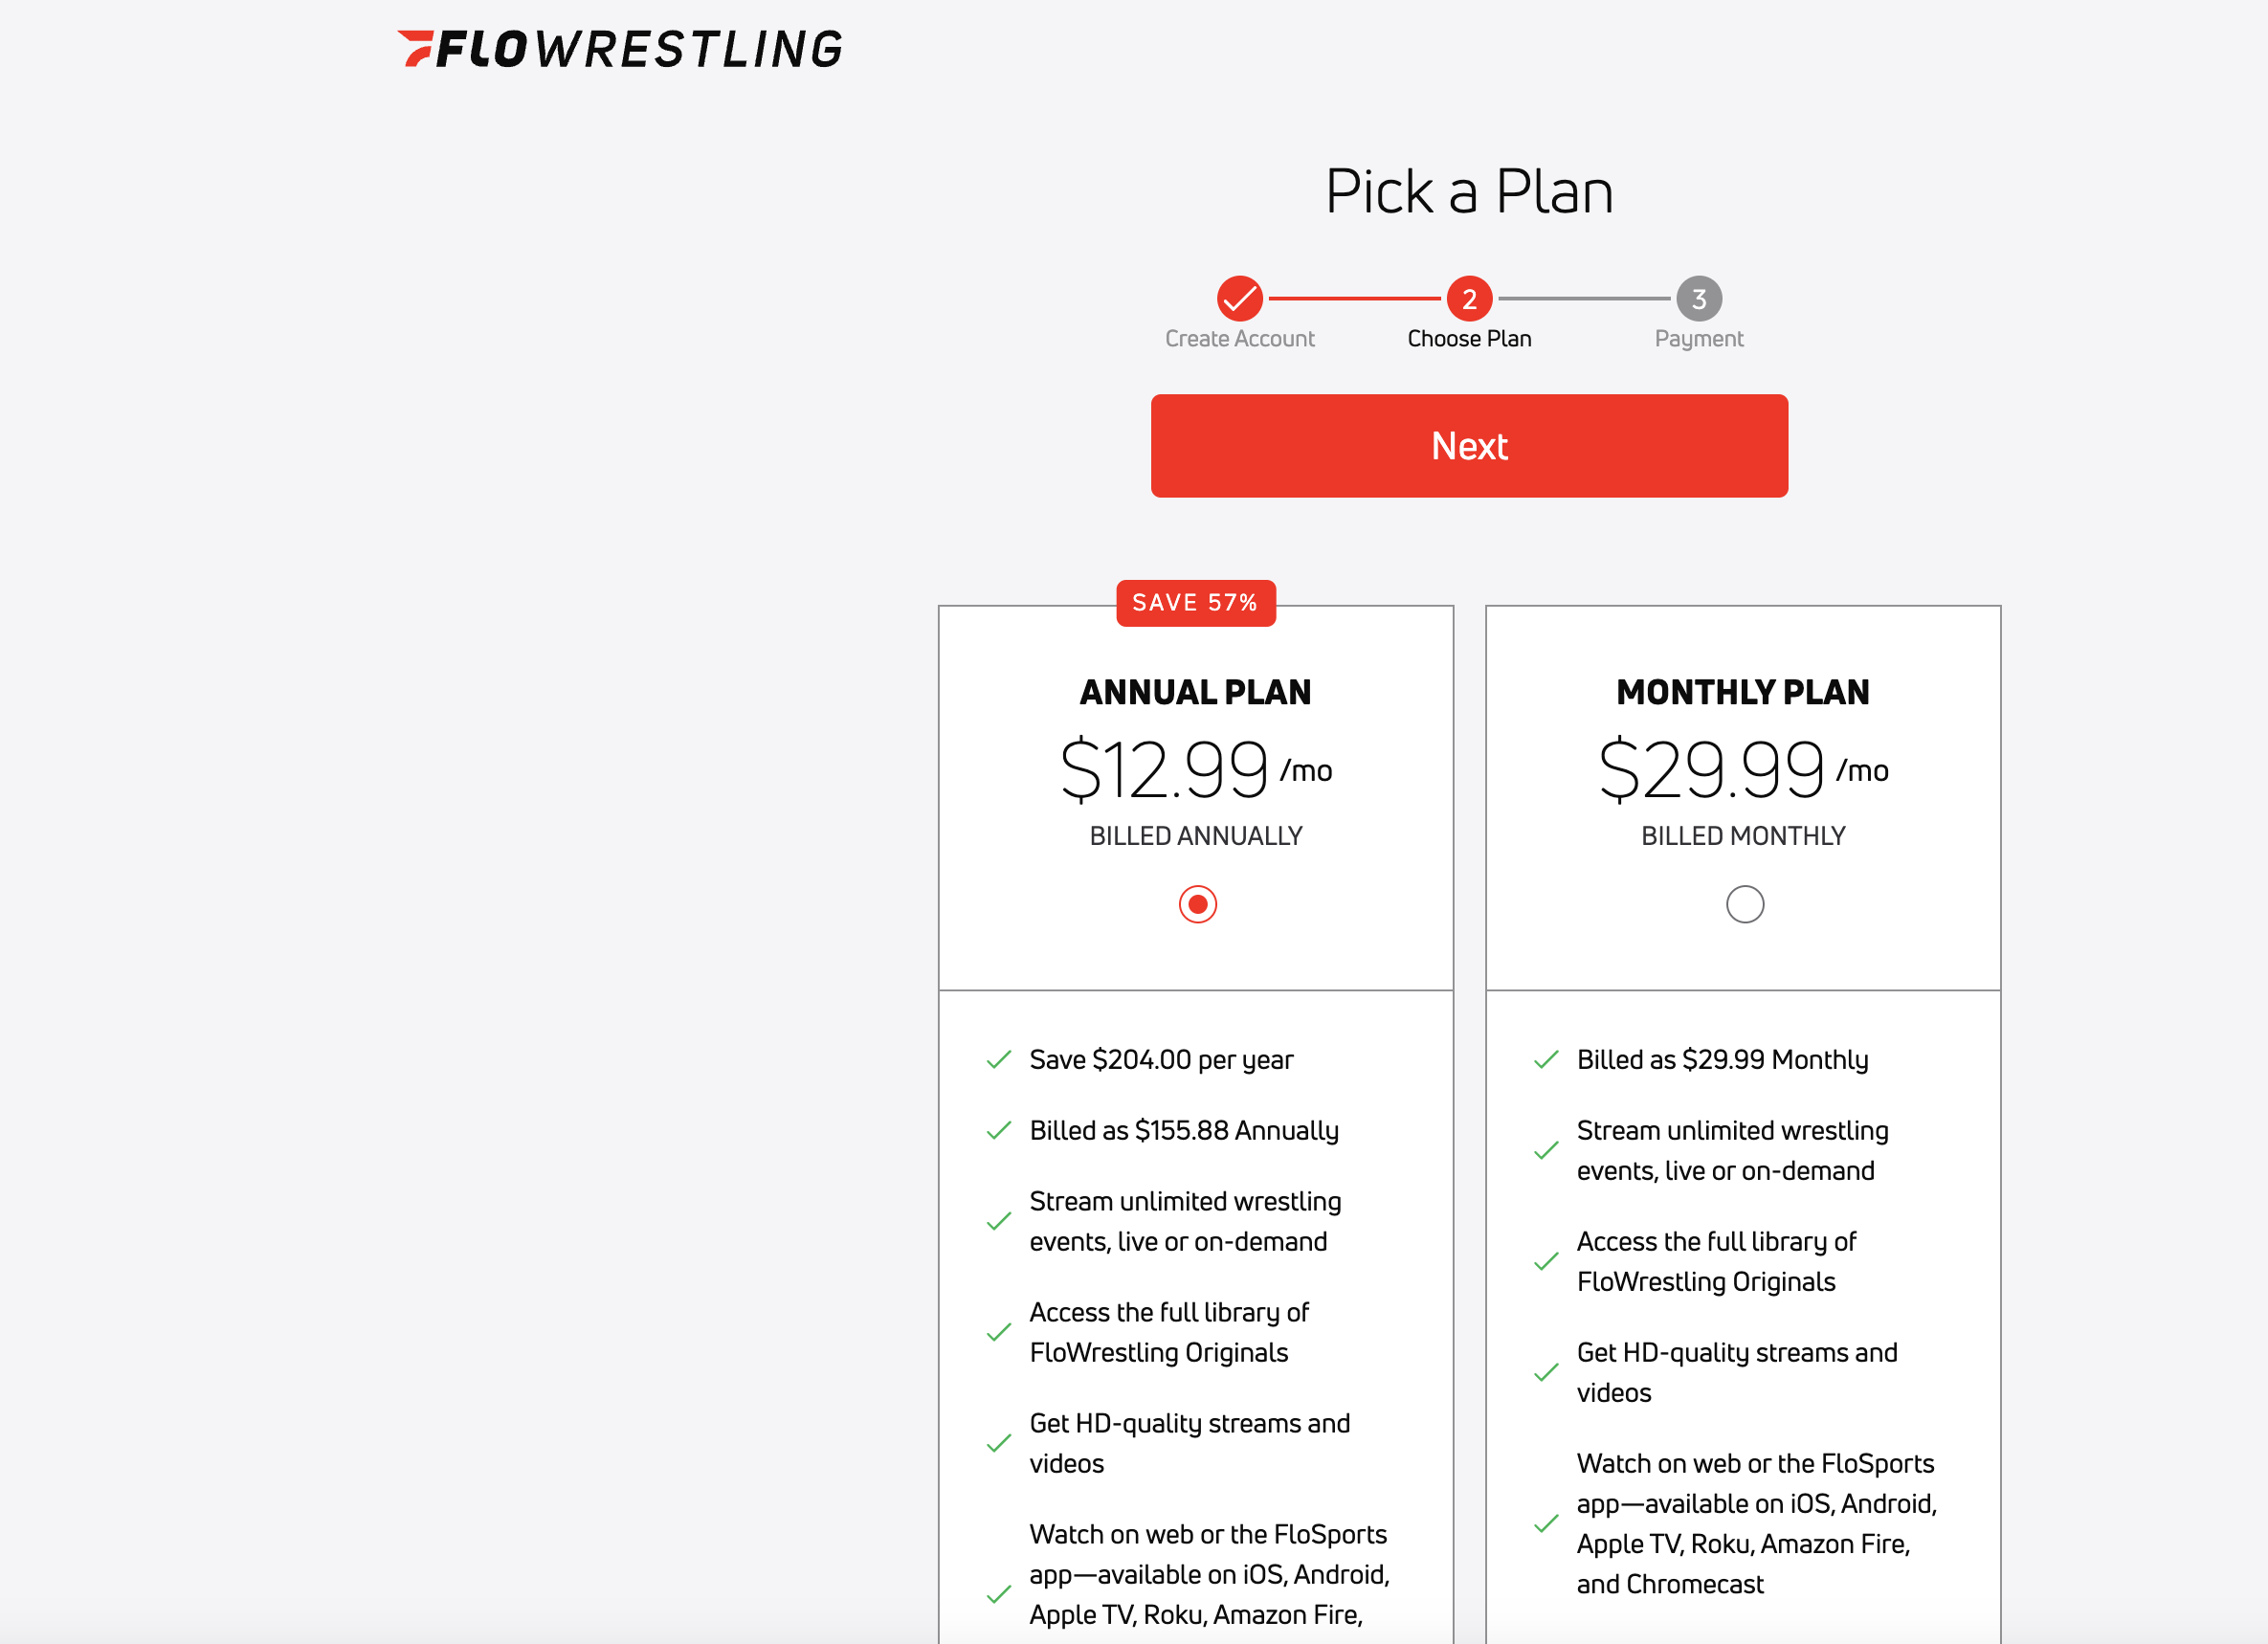 FLOWRESTLING
Pick a Plan
2
3
Create Account
Choose Plan
Payment
Next
SAVE 57%
ANNUAL PLAN
$12.99 /mo
BILLED ANNUALLY
Save $204.00 per year
Billed as $155.88 Annually
Stream unlimited wrestling
events, live or on-demand
Access the full library of
FloWrestling Originals
Get HD-quality streams and
videos
Watch on web or the FloSports
app—available on iOS, Android,
Apple TV, Roku, Amazon Fire,
MONTHLY PLAN
$29.99 /mo
BILLED MONTHLY
Billed as $29.99 Monthly
Stream unlimited wrestling
events, live or on-demand
Access the full library of
FloWrestling Originals
Get HD-quality streams and
videos
Watch on web or the FloSports
app—available on iOS, Android,
Apple TV, Roku, Amazon Fire,
and Chromecast